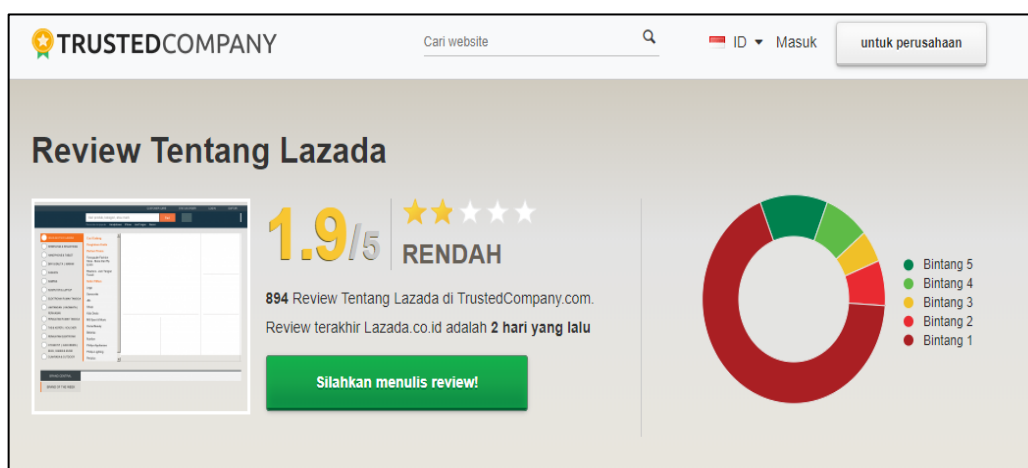 TRUSTEDCOMPANY
Cari website
ID
Masuk
untuk perusahaan
Review Tentang Lazada
1.9/5
RENDAH
894 Review Tentang Lazada di TrustedCompany.com.
Review terakhir Lazada.co.id adalah 2 hari yang lalu
Silahkan menulis review!
Bintang 5
Bintang 4
Bintang 3
Bintang 2
Bintang 1